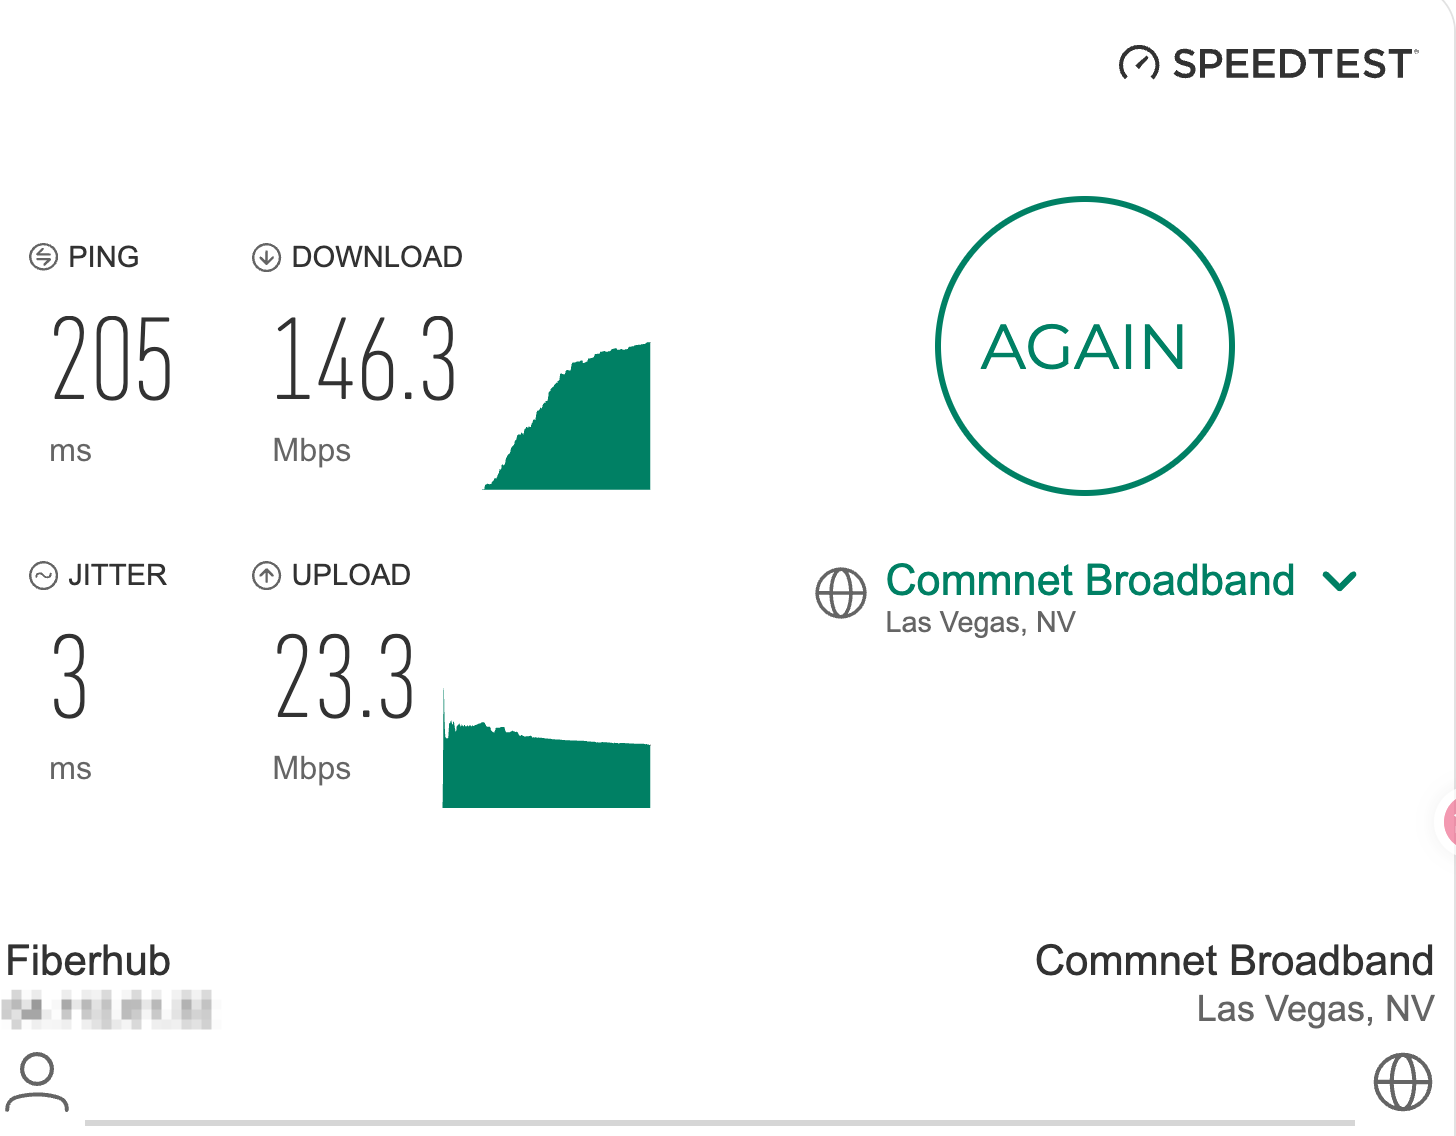 SPEEDTEST
PING
205
ms
DOWNLOAD
146.3
Mbps
JITTER
3
ms
UPLOAD
23.3
Mbps
AGAIN
Commnet Broadband
Las Vegas, NV
Fiberhub
Commnet Broadband
Las Vegas, NV